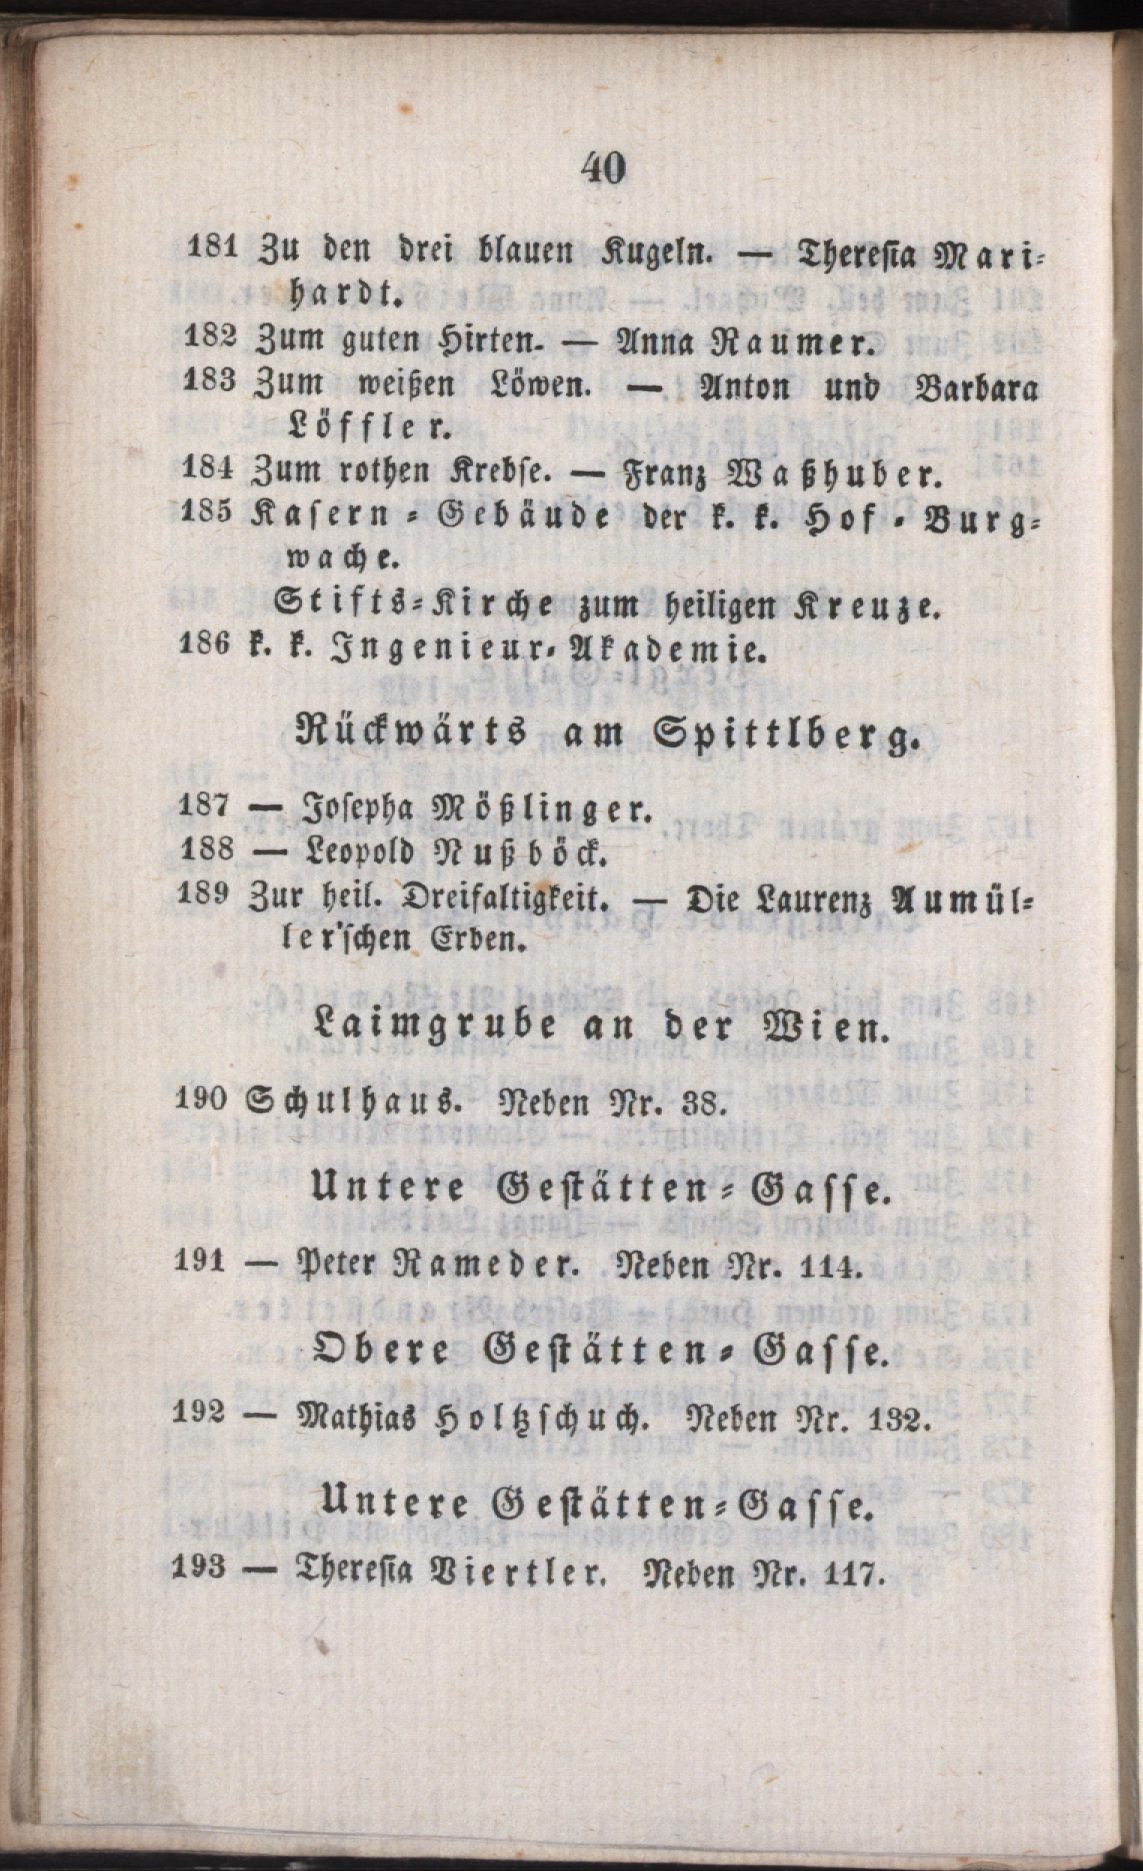 40
181 Zu den drei blauen Kugeln. — Theresia Mari-
hardt.
182 Zum guten Hirten. — Anna Raumer.
183 Zum weißen Löwen. — Anton und Barbara
Löffler.
184 Zum rothen Krebse. — Franz Waßhuber.
185 Kasern-Gebäude der k. k. Hof-Burg-
wache.
Stifts-Kirche zum heiligen Kreuze.
186 k. k. Ingenieur-Akademie.
Rückwärts am Spittlberg.
187 — Josepha Mößlinger.
188 — Leopold Nußböck.
189 Zur heil. Dreifaltigkeit. — Die Laurenz Aumül-
ler'schen Erben.
Laimgrube an der Wien.
190 Schulhaus. Neben Nr. 38.
Untere Gestätten-Gasse.
191 — Peter Rameder. Neben Nr. 114.
Obere Gestätten-Gasse.
192 — Mathias Holtzschuch. Neben Nr. 132.
Untere Gestätten-Gasse.
193 — Theresia Viertler. Neben Nr. 117.